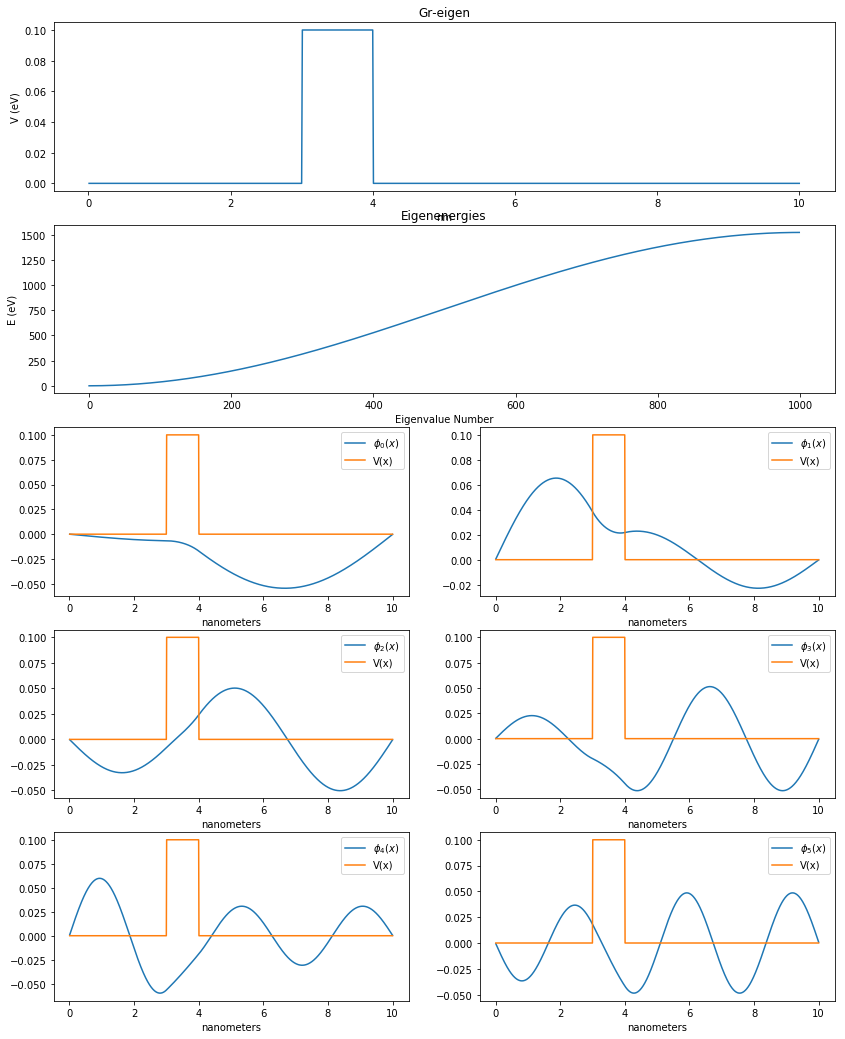 Gr-eigen
0.10
0.08
0.06
0.04
0.02
0.00
V (eV)
0 2 4 6 8 10
nm
Eigenenergies
1500
1250
1000
750
500
250
0
E (eV)
0 200 400 600 800 1000
Eigenvalue Number
0.100
0.075
0.050
0.025
0.000
−0.025
−0.050
ϕ0(x)
V(x)
0 2 4 6 8 10
nanometers
0.10
0.08
0.06
0.04
0.02
0.00
−0.02
ϕ1(x)
V(x)
0 2 4 6 8 10
nanometers
0.100
0.075
0.050
0.025
0.000
−0.025
−0.050
ϕ2(x)
V(x)
0 2 4 6 8 10
nanometers
0.100
0.075
0.050
0.025
0.000
−0.025
−0.050
ϕ3(x)
V(x)
0 2 4 6 8 10
nanometers
0.100
0.075
0.050
0.025
0.000
−0.025
−0.050
ϕ4(x)
V(x)
0 2 4 6 8 10
nanometers
0.100
0.075
0.050
0.025
0.000
−0.025
−0.050
ϕ5(x)
V(x)
0 2 4 6 8 10
nanometers